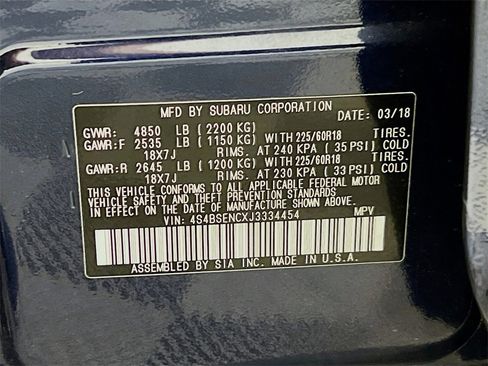 MFD BY SUBARU CORPORATION DATE: 03/18
GVWR: 4850 LB ( 2200 KG)
GAWR:F 2535 LB ( 1150 KG) WITH 225/60R18 TIRES.
18X7J RIMS. AT 240 KPA ( 35 PSI) COLD
GAWR:R 2645 LB ( 1200 KG) WITH 225/60R18 TIRES.
18X7J RIMS. AT 230 KPA ( 33 PSI) COLD
THIS VEHICLE CONFORMS TO ALL APPLICABLE FEDERAL MOTOR
VEHICLE SAFETY AND THEFT PREVENTION STANDARDS IN
EFFECT ON THE DATE OF MANUFACTURE SHOWN ABOVE.
VIN: 4S4BSENCXJ3334454 MPV
ASSEMBLED BY SIA INC. MADE IN U.S.A.